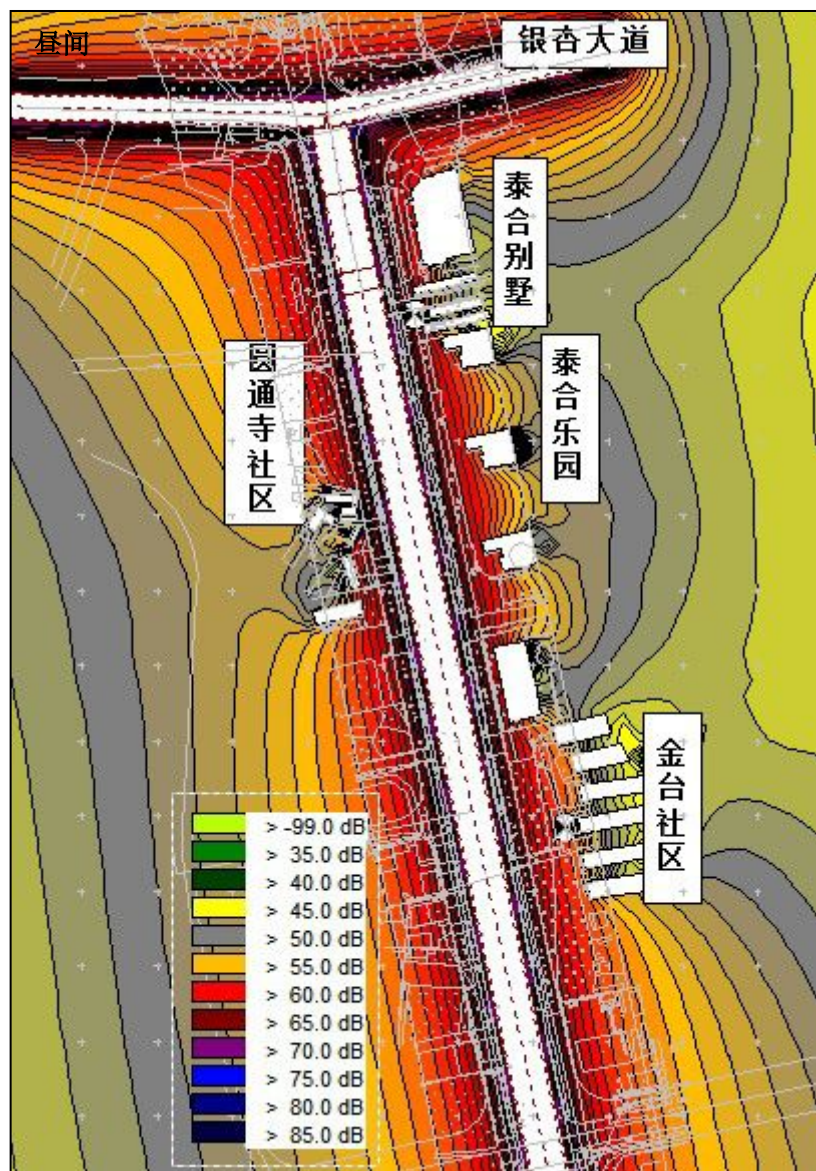 昼间
银杏大道
泰合别墅
泰合乐园
圆通寺社区
金台社区
> -99.0 dB
> 35.0 dB
> 40.0 dB
> 45.0 dB
> 50.0 dB
> 55.0 dB
> 60.0 dB
> 65.0 dB
> 70.0 dB
> 75.0 dB
> 80.0 dB
> 85.0 dB